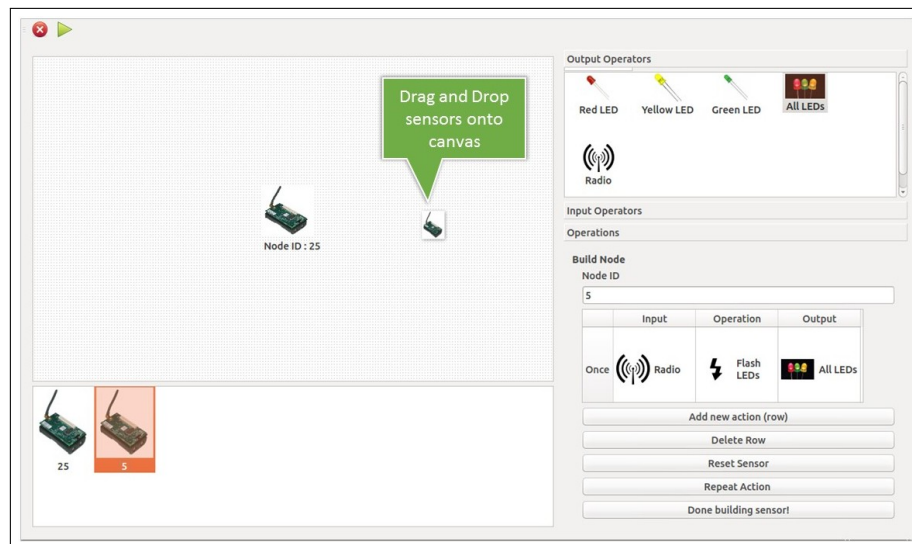 Drag and Drop
sensors onto
canvas
Node ID : 25
25
5
Output Operators
Red LED
Yellow LED
Green LED
All LEDs
Radio
Input Operators
Operations
Build Node
Node ID
5
Input
Operation
Output
Once
Radio
Flash
LEDs
All LEDs
Add new action (row)
Delete Row
Reset Sensor
Repeat Action
Done building sensor!